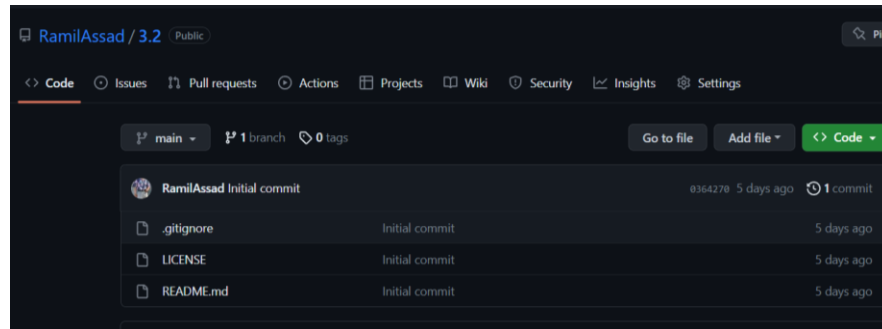 RamilAssad / 3.2 Public
Code Issues Pull requests Actions Projects Wiki Security Insights Settings
main 1 branch 0 tags Go to file Add file Code
RamilAssad Initial commit 0364270 5 days ago 1 commit
.gitignore Initial commit 5 days ago
LICENSE Initial commit 5 days ago
README.md Initial commit 5 days ago